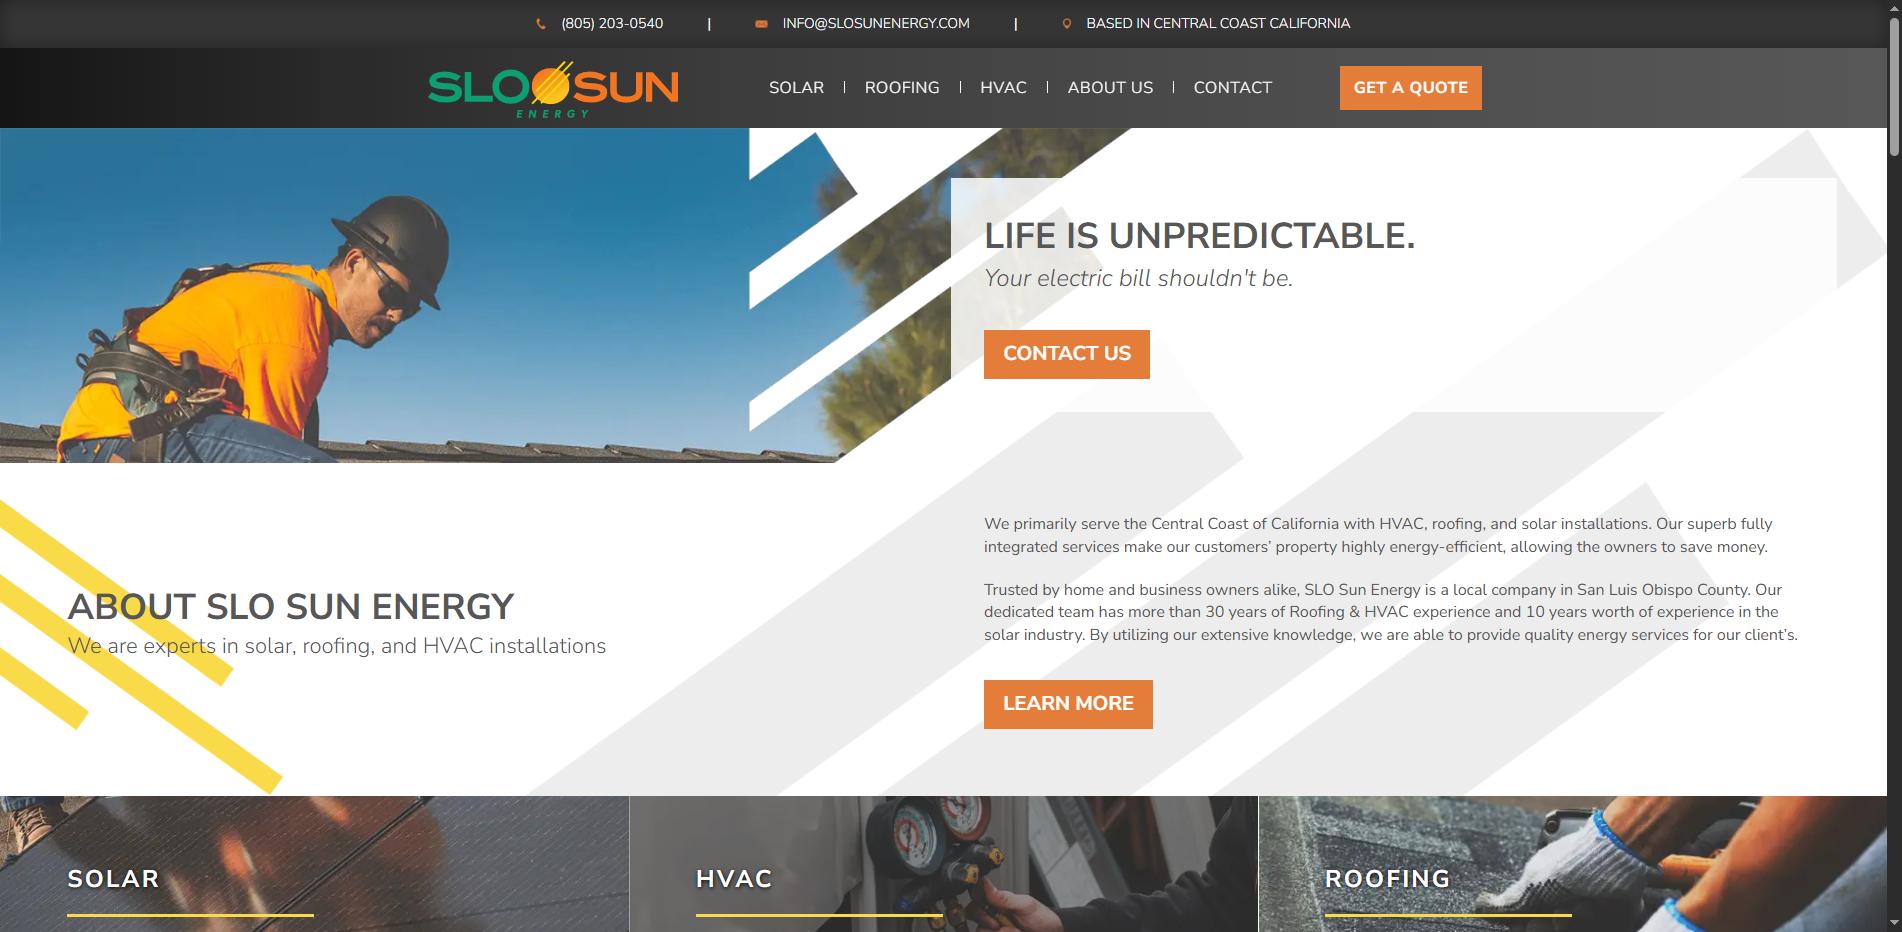 (805) 203-0540 | INFO@SLOSUNENERGY.COM | BASED IN CENTRAL COAST CALIFORNIA
SLO SUN
ENERGY
SOLAR | ROOFING | HVAC | ABOUT US | CONTACT
GET A QUOTE
LIFE IS UNPREDICTABLE.
Your electric bill shouldn't be.
CONTACT US
ABOUT SLO SUN ENERGY
We are experts in solar, roofing, and HVAC installations
We primarily serve the Central Coast of California with HVAC, roofing, and solar installations. Our superb fully
integrated services make our customers’ property highly energy-efficient, allowing the owners to save money.
Trusted by home and business owners alike, SLO Sun Energy is a local company in San Luis Obispo County. Our
dedicated team has more than 30 years of Roofing & HVAC experience and 10 years worth of experience in the
solar industry. By utilizing our extensive knowledge, we are able to provide quality energy services for our client’s.
LEARN MORE
SOLAR
HVAC
ROOFING